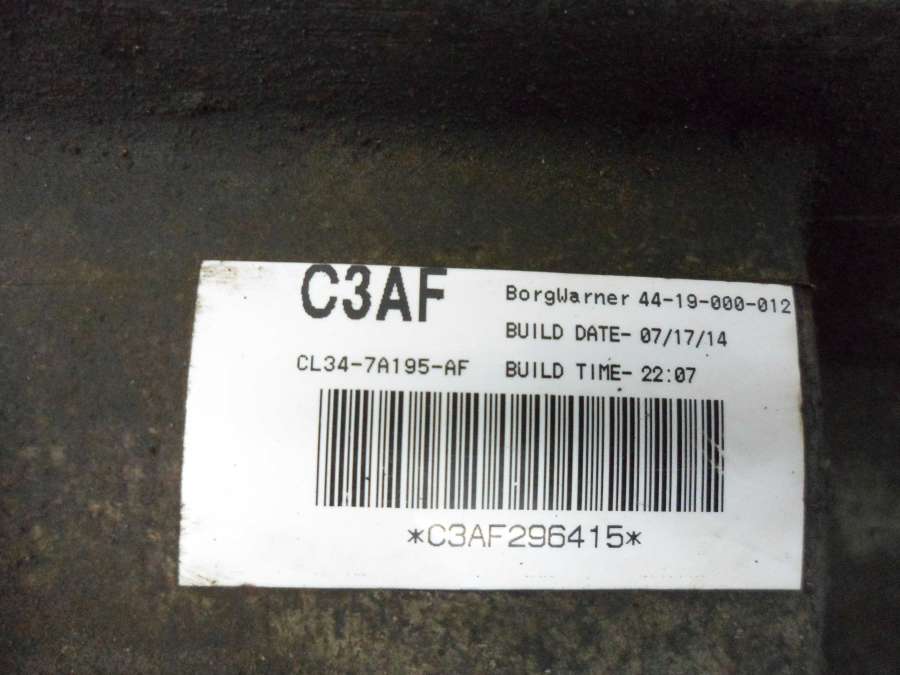 C3AF
BorgWarner 44-19-000-012
BUILD DATE- 07/17/14
CL34-7A195-AF
BUILD TIME- 22:07
*C3AF296415*